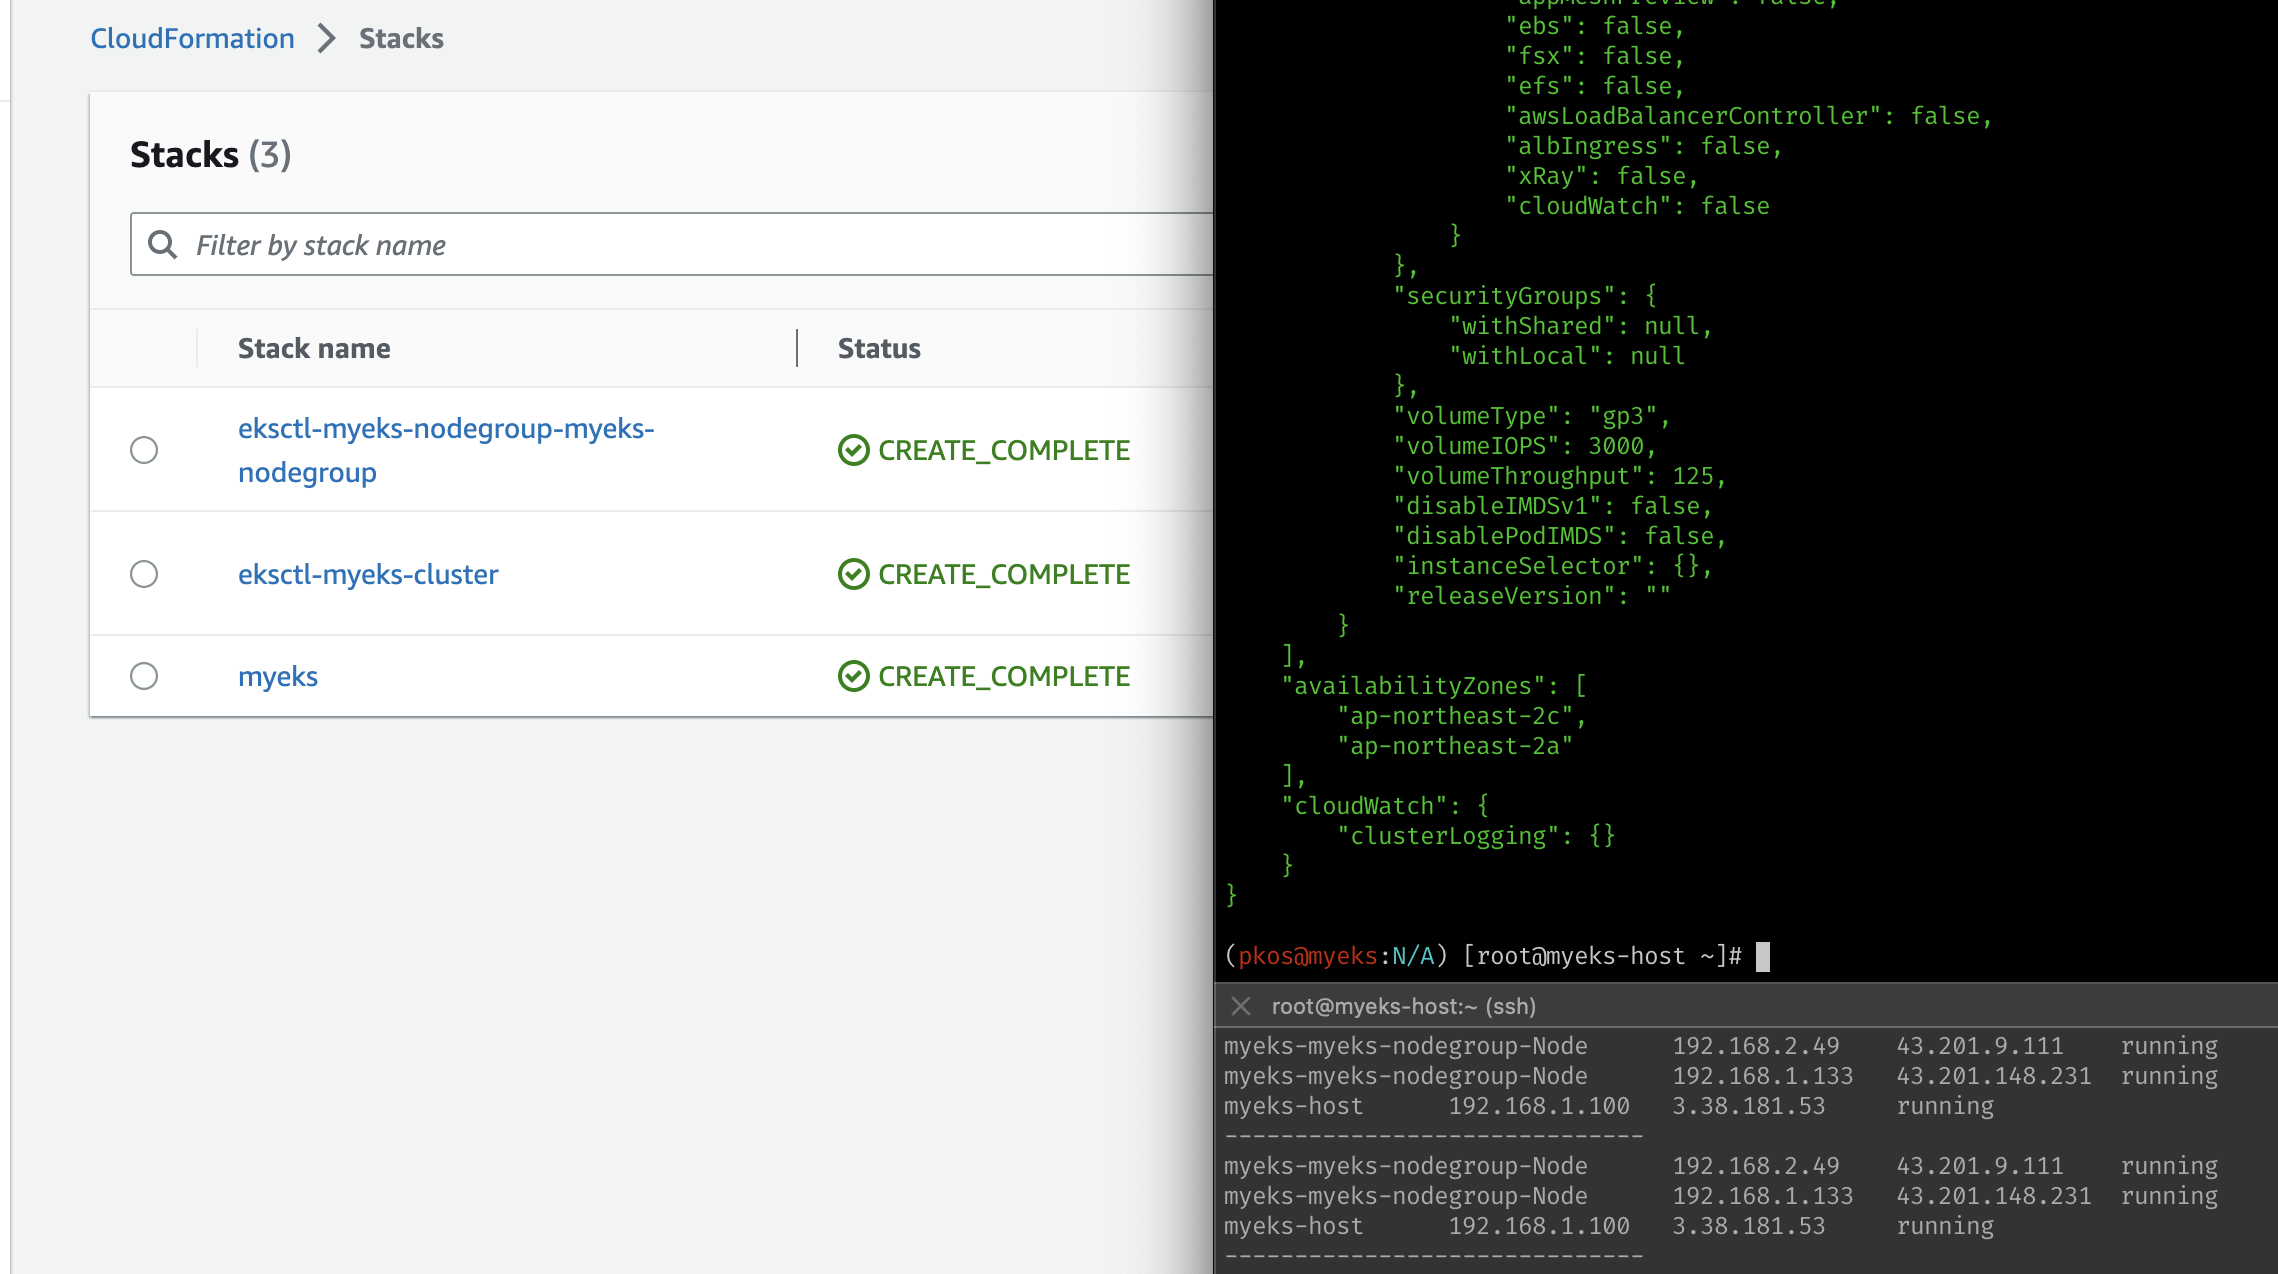 CloudFormation > Stacks
Stacks (3)
Filter by stack name
Stack name Status
eksctl-myeks-nodegroup-myeks-
nodegroup
CREATE_COMPLETE
eksctl-myeks-cluster CREATE_COMPLETE
myeks CREATE_COMPLETE
"appMeshPreview": false,
"ebs": false,
"fsx": false,
"efs": false,
"awsLoadBalancerController": false,
"albIngress": false,
"xRay": false,
"cloudWatch": false
}
},
"securityGroups": {
"withShared": null,
"withLocal": null
},
"volumeType": "gp3",
"volumeIOPS": 3000,
"volumeThroughput": 125,
"disableIMDSv1": false,
"disablePodIMDS": false,
"instanceSelector": {},
"releaseVersion": ""
}
],
"availabilityZones": [
"ap-northeast-2c",
"ap-northeast-2a"
],
"cloudWatch": {
"clusterLogging": {}
}
}
(pkos@myeks:N/A) [root@myeks-host ~]#
root@myeks-host:~ (ssh)
myeks-myeks-nodegroup-Node 192.168.2.49 43.201.9.111 running
myeks-myeks-nodegroup-Node 192.168.1.133 43.201.148.231 running
myeks-host 192.168.1.100 3.38.181.53 running
------------------------------
myeks-myeks-nodegroup-Node 192.168.2.49 43.201.9.111 running
myeks-myeks-nodegroup-Node 192.168.1.133 43.201.148.231 running
myeks-host 192.168.1.100 3.38.181.53 running
------------------------------